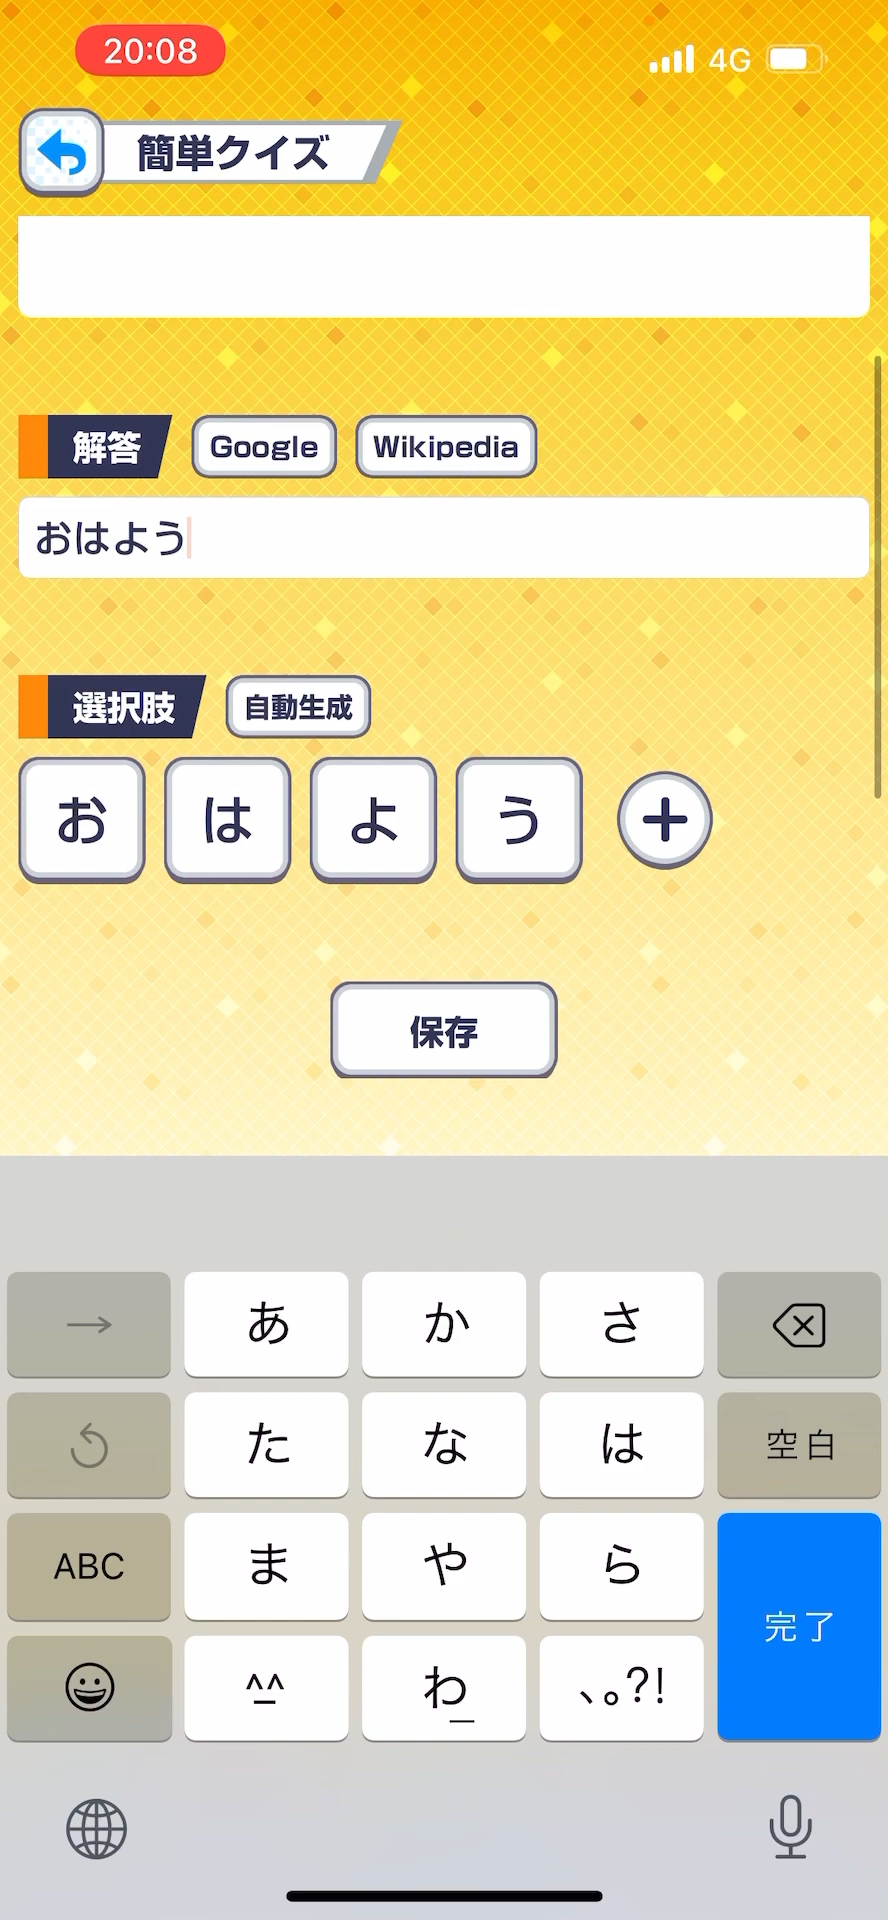 20:08
4G
簡単クイズ
解答 Google Wikipedia
おはよう
選択肢 自動生成
お は よ う +
保存
→ あ か さ
た な は 空白
ABC ま や ら 完了
^_^ わ_ 、。?!